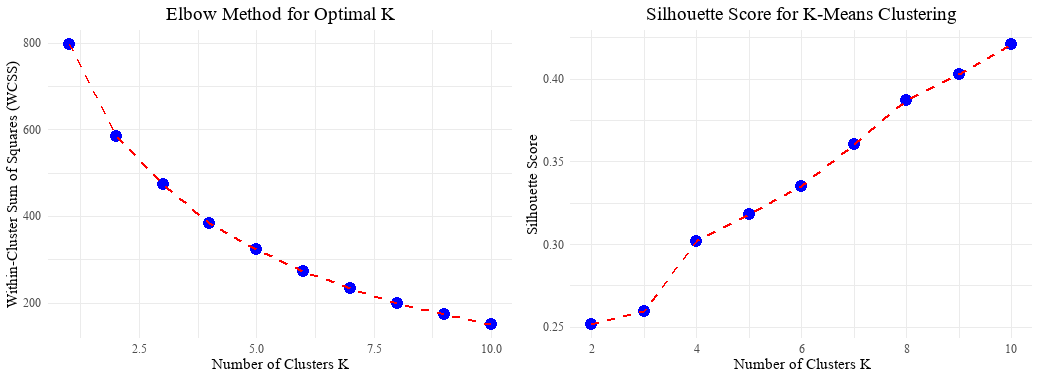 Elbow Method for Optimal K
Within-Cluster Sum of Squares (WCSS)
800
600
400
200
2.5 5.0 7.5 10.0
Number of Clusters K
Silhouette Score for K-Means Clustering
Silhouette Score
0.40
0.35
0.30
0.25
2 4 6 8 10
Number of Clusters K